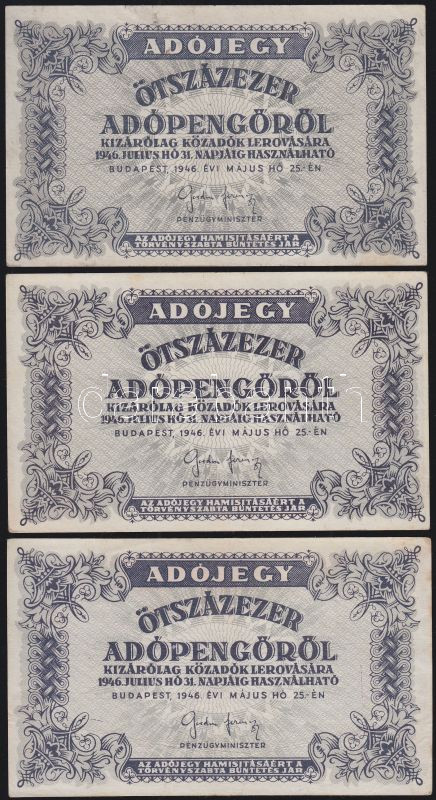 ADÓJEGY
ÖTSZÁZEZER
ADÓPENGŐRŐL
KIZÁRÓLAG KÖZADÓK LEROVÁSÁRA
1946. JULIUS HÓ 31. NAPJÁIG HASZNÁLHATÓ
BUDAPEST, 1946. ÉVI MÁJUS HÓ 25.-ÉN
PÉNZÜGYMINISZTER
AZ ADÓJEGY HAMISITÁSÁÉRT A
TÖRVÉNYSZABTA BÜNTETÉS JÁR
ADÓJEGY
ÖTSZÁZEZER
ADÓPENGŐRŐL
KIZÁRÓLAG KÖZADÓK LEROVÁSÁRA
1946. JULIUS HÓ 31. NAPJÁIG HASZNÁLHATÓ
BUDAPEST, 1946. ÉVI MÁJUS HÓ 25.-ÉN
PÉNZÜGYMINISZTER
AZ ADÓJEGY HAMISITÁSÁÉRT A
TÖRVÉNYSZABTA BÜNTETÉS JÁR
ADÓJEGY
ÖTSZÁZEZER
ADÓPENGŐRŐL
KIZÁRÓLAG KÖZADÓK LEROVÁSÁRA
1946. JULIUS HÓ 31. NAPJÁIG HASZNÁLHATÓ
BUDAPEST, 1946. ÉVI MÁJUS HÓ 25.-ÉN
PÉNZÜGYMINISZTER
AZ ADÓJEGY HAMISITÁSÁÉRT A
TÖRVÉNYSZABTA BÜNTETÉS JÁR